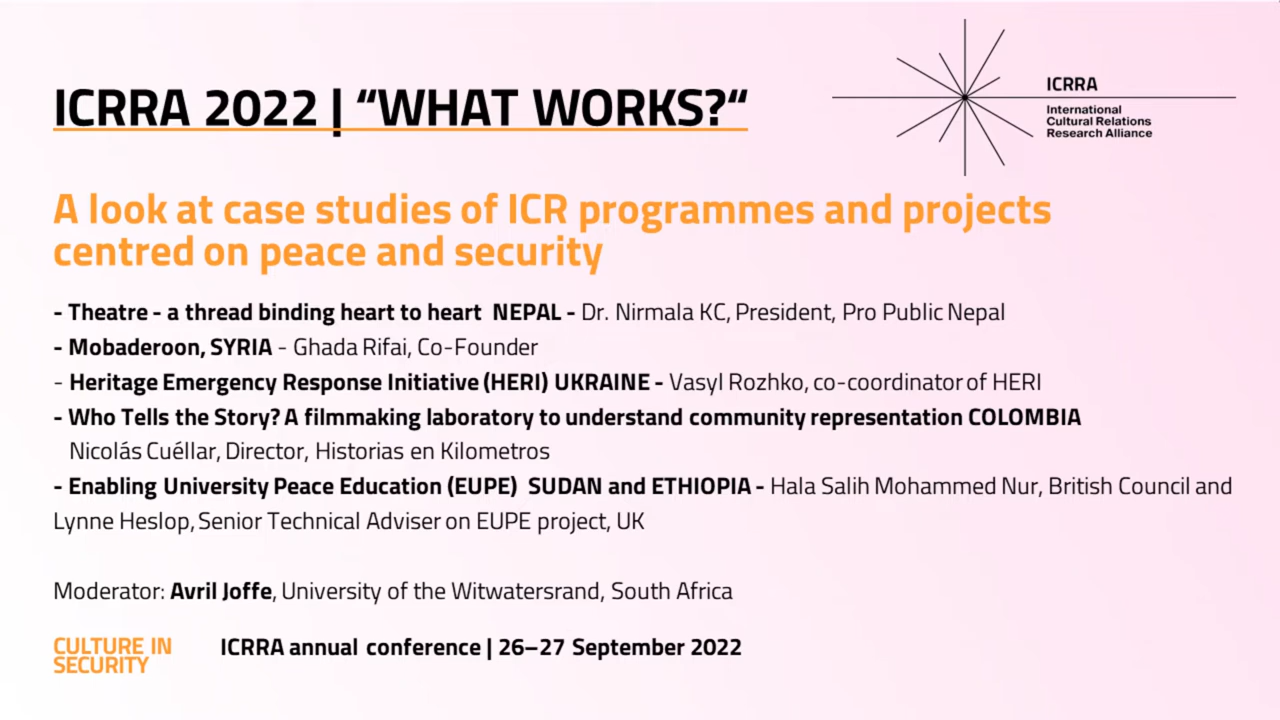 ICRRA 2022 | “WHAT WORKS?“
ICRRA
International
Cultural Relations
Research Alliance
A look at case studies of ICR programmes and projects
centred on peace and security
- Theatre - a thread binding heart to heart NEPAL - Dr. Nirmala KC, President, Pro Public Nepal
- Mobaderoon, SYRIA - Ghada Rifai, Co-Founder
- Heritage Emergency Response Initiative (HERI) UKRAINE - Vasyl Rozhko, co-coordinator of HERI
- Who Tells the Story? A filmmaking laboratory to understand community representation COLOMBIA
Nicolás Cuéllar, Director, Historias en Kilometros
- Enabling University Peace Education (EUPE) SUDAN and ETHIOPIA - Hala Salih Mohammed Nur, British Council and
Lynne Heslop, Senior Technical Adviser on EUPE project, UK
Moderator: Avril Joffe, University of the Witwatersrand, South Africa
CULTURE IN
SECURITY
ICRRA annual conference | 26–27 September 2022